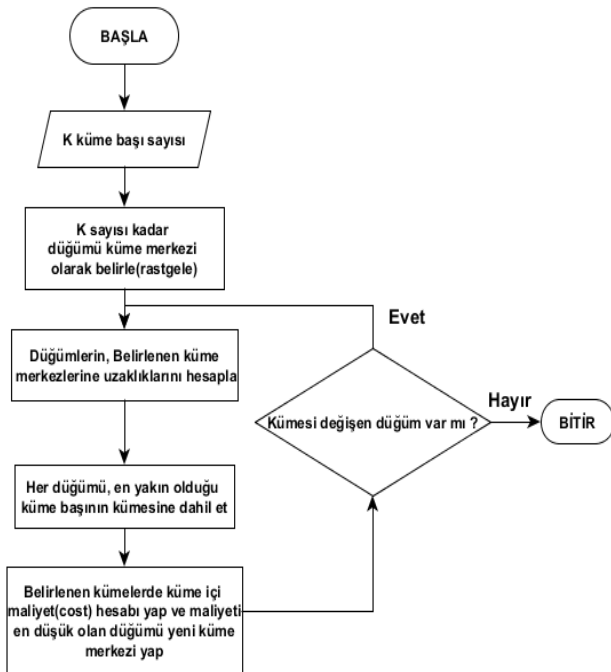 BAŞLA
K küme başı sayısı
K sayısı kadar
düğümü küme merkezi
olarak belirle(rastgele)
Düğümlerin, Belirlenen küme
merkezlerine uzaklıklarını hesapla
Her düğümü, en yakın olduğu
küme başının kümesine dahil et
Belirlenen kümelerde küme içi
maliyet(cost) hesabı yap ve maliyeti
en düşük olan düğümü yeni küme
merkezi yap
Kümesi değişen düğüm var mı ?
Evet
Hayır
BİTİR